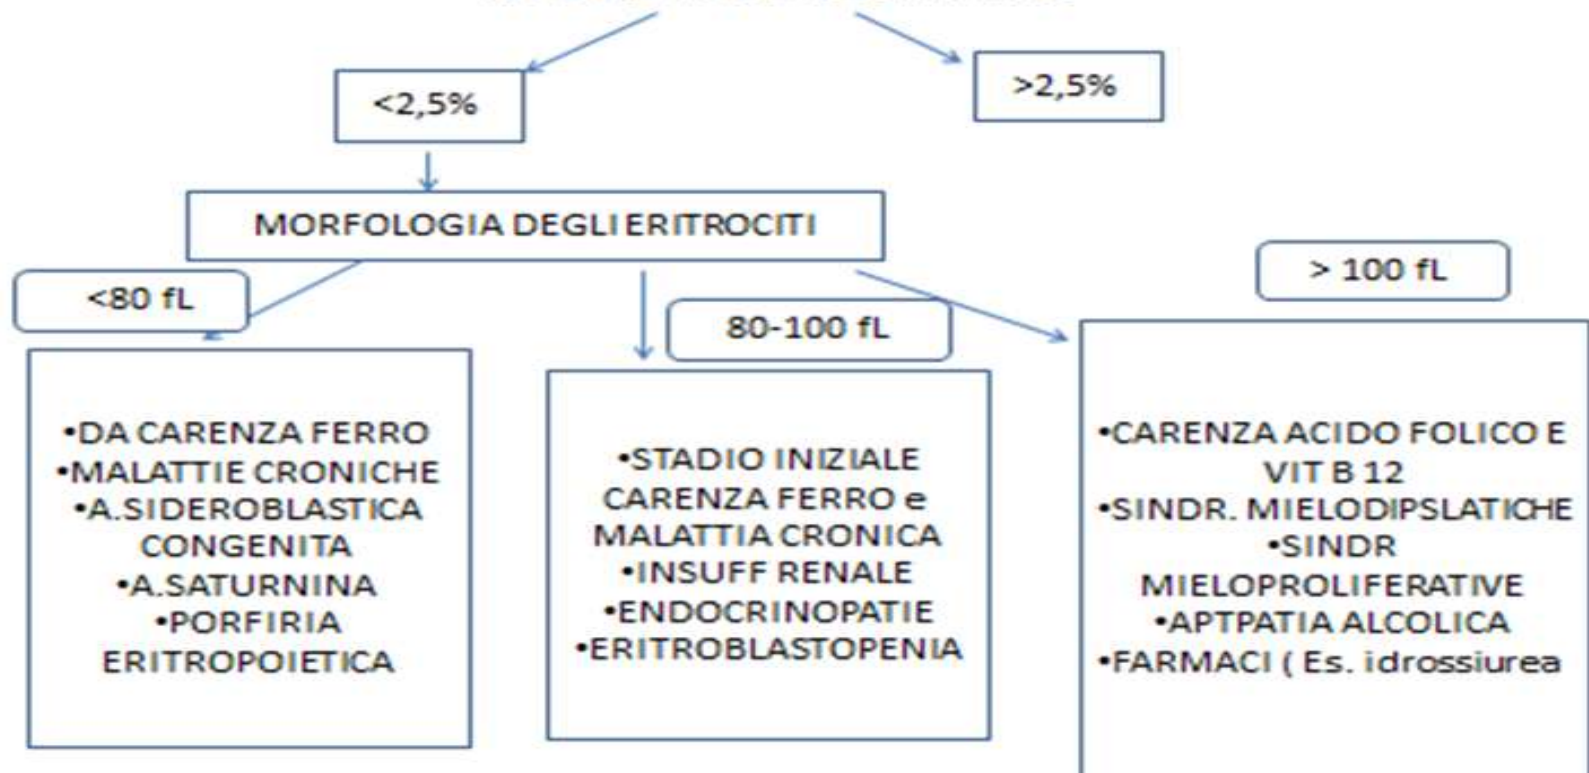 <2,5%
>2,5%
MORFOLOGIA DEGLI ERITROCITI
<80 fL
80-100 fL
> 100 fL
•DA CARENZA FERRO
•MALATTIE CRONICHE
•A.SIDEROBLASTICA
CONGENITA
•A.SATURNINA
•PORFIRIA
ERITROPOIETICA
•STADIO INIZIALE
CARENZA FERRO e
MALATTIA CRONICA
•INSUFF RENALE
•ENDOCRINOPATIE
•ERITROBLASTOPENIA
•CARENZA ACIDO FOLICO E
VIT B 12
•SINDR. MIELODIPSLATICHE
•SINDR
MIELOPROLIFERATIVE
•APTPATIA ALCOLICA
•FARMACI ( Es. idrossiurea